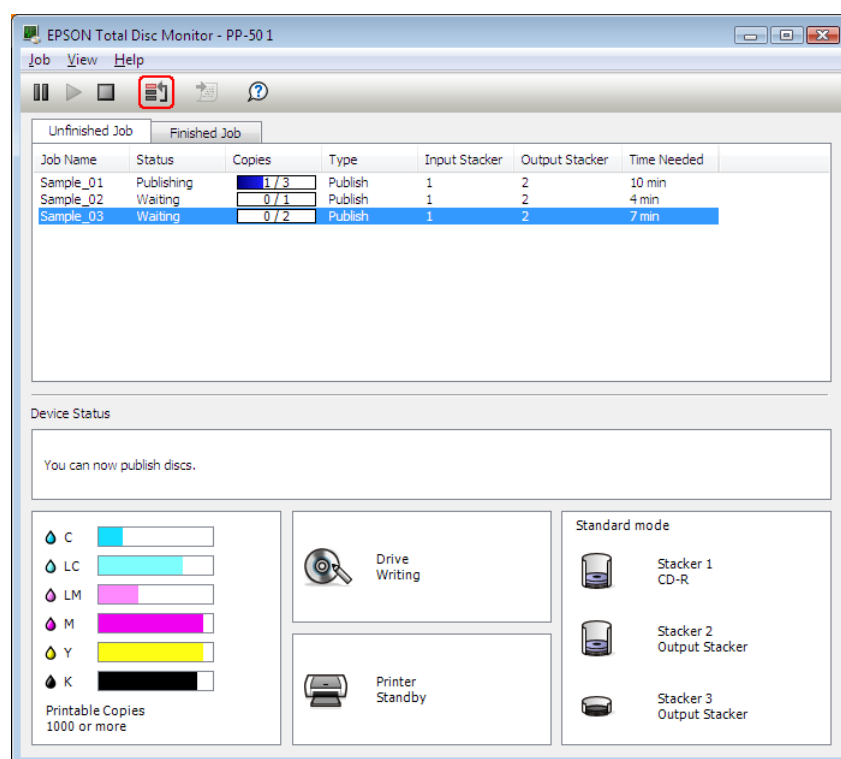 EPSON Total Disc Monitor - PP-50 1
Job View Help
Unfinished Job Finished Job
Job Name Status Copies Type Input Stacker Output Stacker Time Needed
Sample_01 Publishing 1 / 3 Publish 1 2 10 min
Sample_02 Waiting 0 / 1 Publish 1 2 4 min
Sample_03 Waiting 0 / 2 Publish 1 2 7 min
Device Status
You can now publish discs.
C
LC
LM
M
Y
K
Printable Copies
1000 or more
Drive
Writing
Printer
Standby
Standard mode
Stacker 1
CD-R
Stacker 2
Output Stacker
Stacker 3
Output Stacker